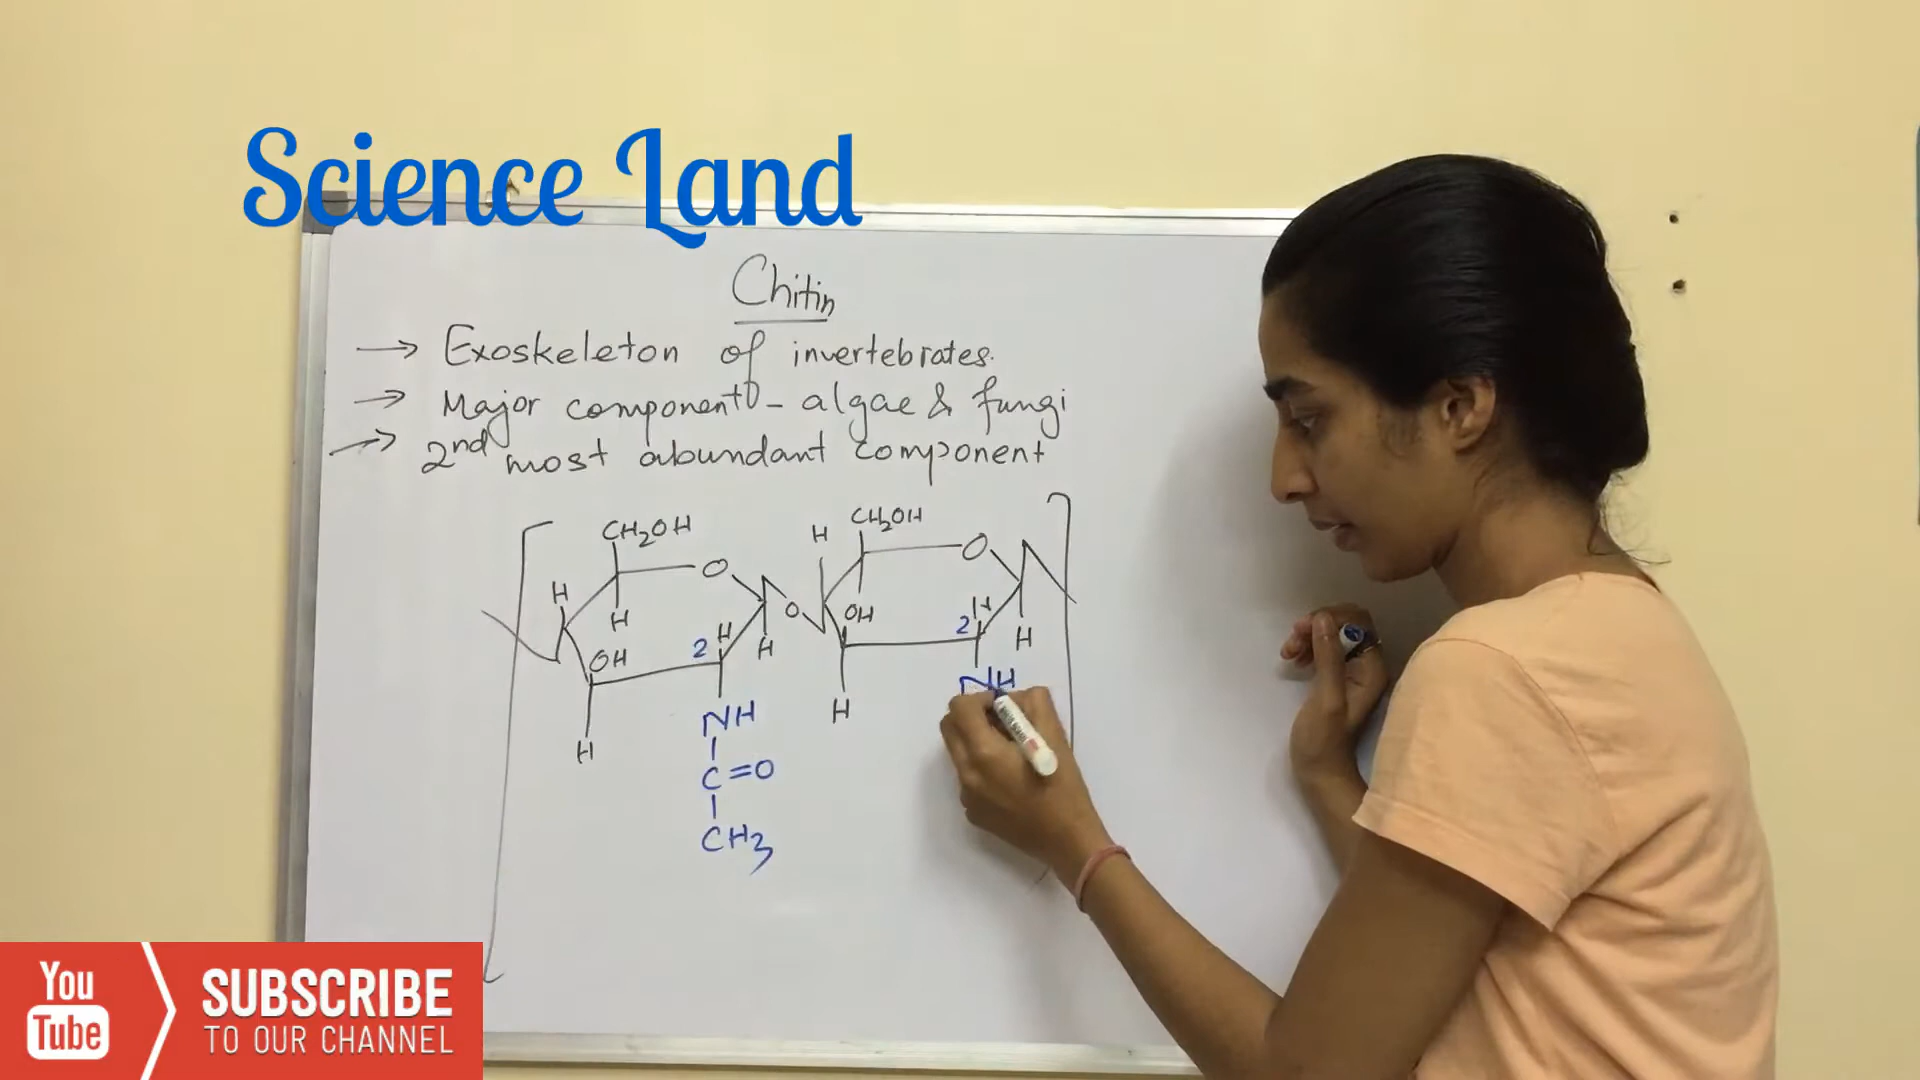 Science Land
Chitin
→ Exoskeleton of invertebrates.
→ Major component - algae & fungi
→ 2nd most abundant component
CH2OH
CH2OH
H
O
O
H
H
O
OH
H
2
H
H
OH
2
H
H
NH
NH
H
H
C=O
CH3
You
Tube
SUBSCRIBE
TO OUR CHANNEL